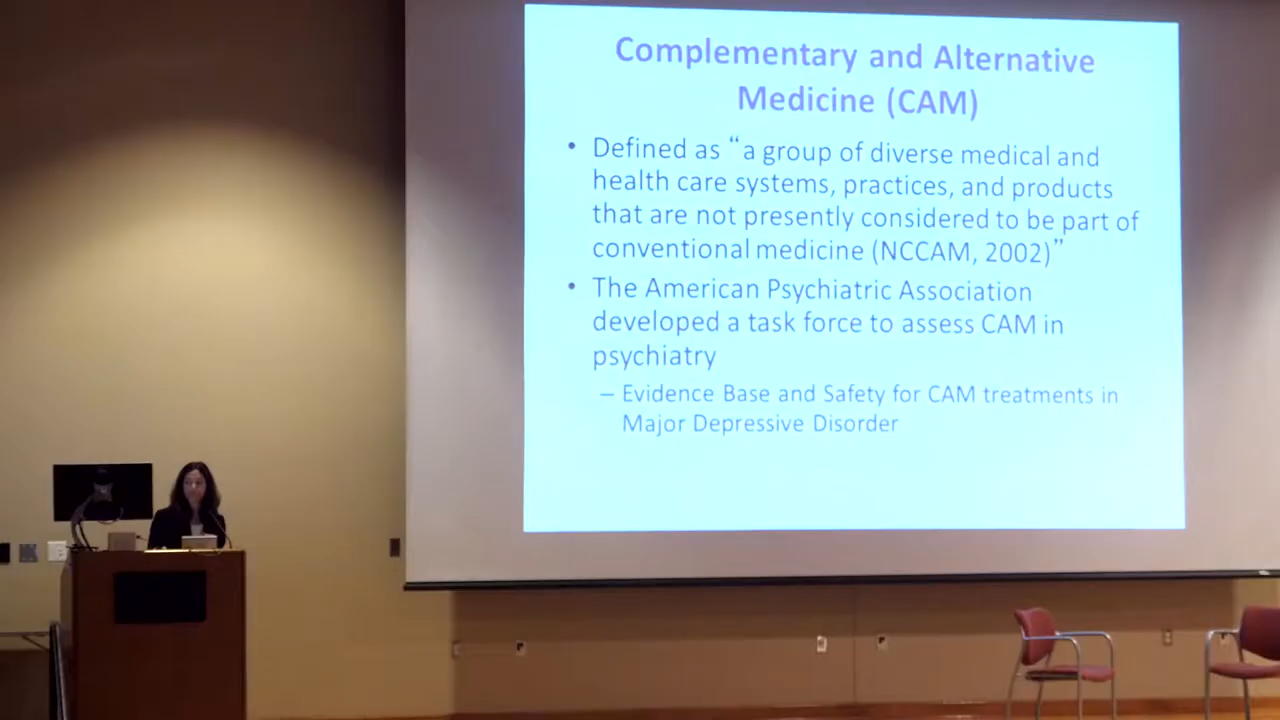 Complementary and Alternative
Medicine (CAM)
• Defined as “a group of diverse medical and
health care systems, practices, and products
that are not presently considered to be part of
conventional medicine (NCCAM, 2002)”
• The American Psychiatric Association
developed a task force to assess CAM in
psychiatry
– Evidence Base and Safety for CAM treatments in
Major Depressive Disorder